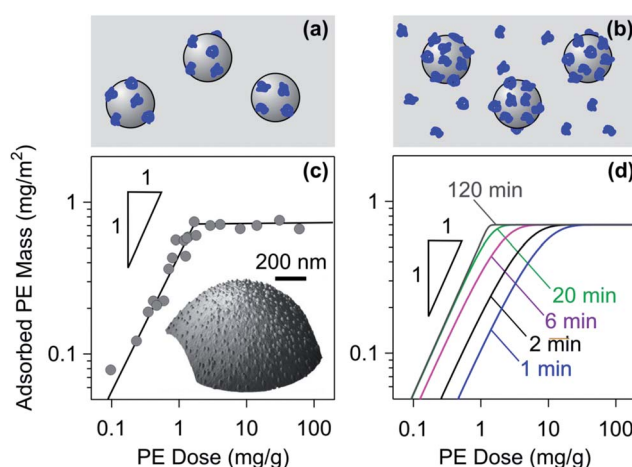 (a)
(b)
Adsorbed PE Mass (mg/m²)
1
0.1
(c)
1
1
200 nm
0.1
1
10
100
PE Dose (mg/g)
(d)
1
0.1
1
1
120 min
20 min
6 min
2 min
1 min
0.1
1
10
100
PE Dose (mg/g)